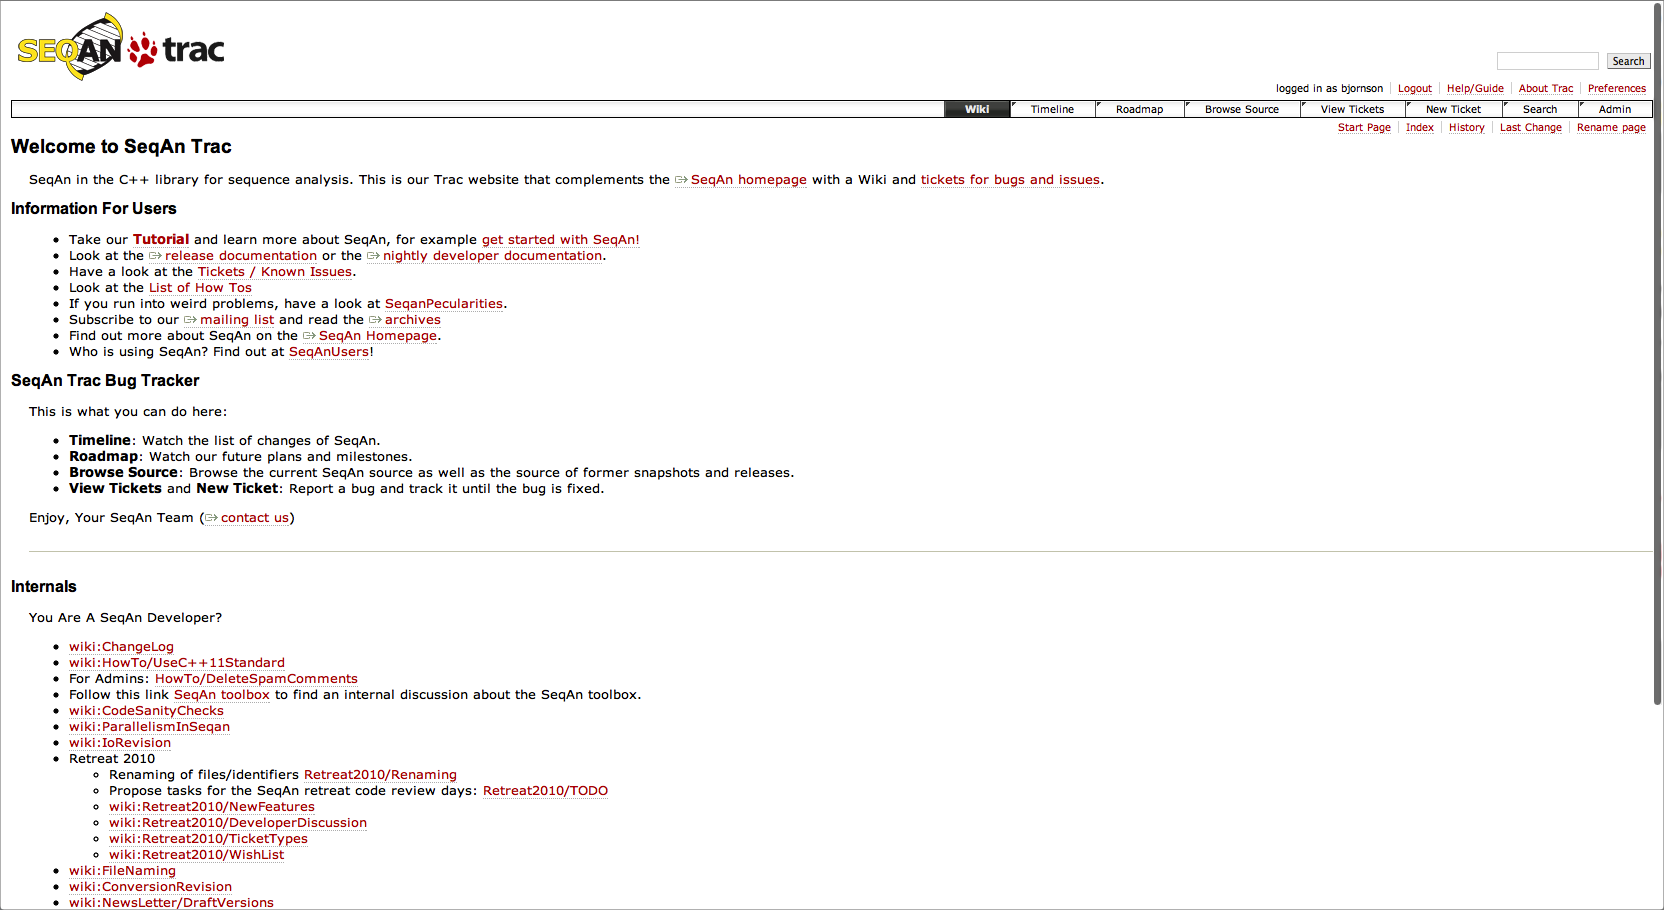 SEQAN trac
Search
logged in as bjornson Logout Help/Guide About Trac Preferences
Wiki Timeline Roadmap Browse Source View Tickets New Ticket Search Admin
Start Page Index History Last Change Rename page
Welcome to SeqAn Trac
SeqAn in the C++ library for sequence analysis. This is our Trac website that complements the SeqAn homepage with a Wiki and tickets for bugs and issues.
Information For Users
Take our Tutorial and learn more about SeqAn, for example get started with SeqAn!
Look at the release documentation or the nightly developer documentation.
Have a look at the Tickets / Known Issues.
Look at the List of How Tos
If you run into weird problems, have a look at SeqanPecularities.
Subscribe to our mailing list and read the archives
Find out more about SeqAn on the SeqAn Homepage.
Who is using SeqAn? Find out at SeqAnUsers!
SeqAn Trac Bug Tracker
This is what you can do here:
Timeline: Watch the list of changes of SeqAn.
Roadmap: Watch our future plans and milestones.
Browse Source: Browse the current SeqAn source as well as the source of former snapshots and releases.
View Tickets and New Ticket: Report a bug and track it until the bug is fixed.
Enjoy, Your SeqAn Team (contact us)
Internals
You Are A SeqAn Developer?
wiki:ChangeLog
wiki:HowTo/UseC++11Standard
For Admins: HowTo/DeleteSpamComments
Follow this link SeqAn toolbox to find an internal discussion about the SeqAn toolbox.
wiki:CodeSanityChecks
wiki:ParallelismInSeqan
wiki:IoRevision
Retreat 2010
Renaming of files/identifiers Retreat2010/Renaming
Propose tasks for the SeqAn retreat code review days: Retreat2010/TODO
wiki:Retreat2010/NewFeatures
wiki:Retreat2010/DeveloperDiscussion
wiki:Retreat2010/TicketTypes
wiki:Retreat2010/WishList
wiki:FileNaming
wiki:ConversionRevision
wiki:NewsLetter/DraftVersions